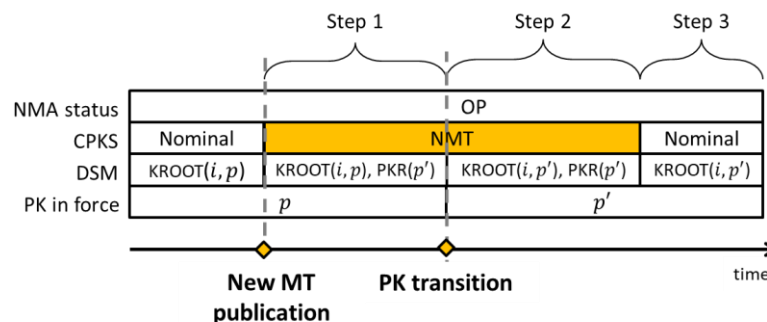 Step 1 Step 2 Step 3
NMA status OP
CPKS Nominal NMT Nominal
DSM KROOT(i, p) KROOT(i, p), PKR(p′) KROOT(i, p′), PKR(p′) KROOT(i, p′)
PK in force p p′
time
New MT PK transition
publication